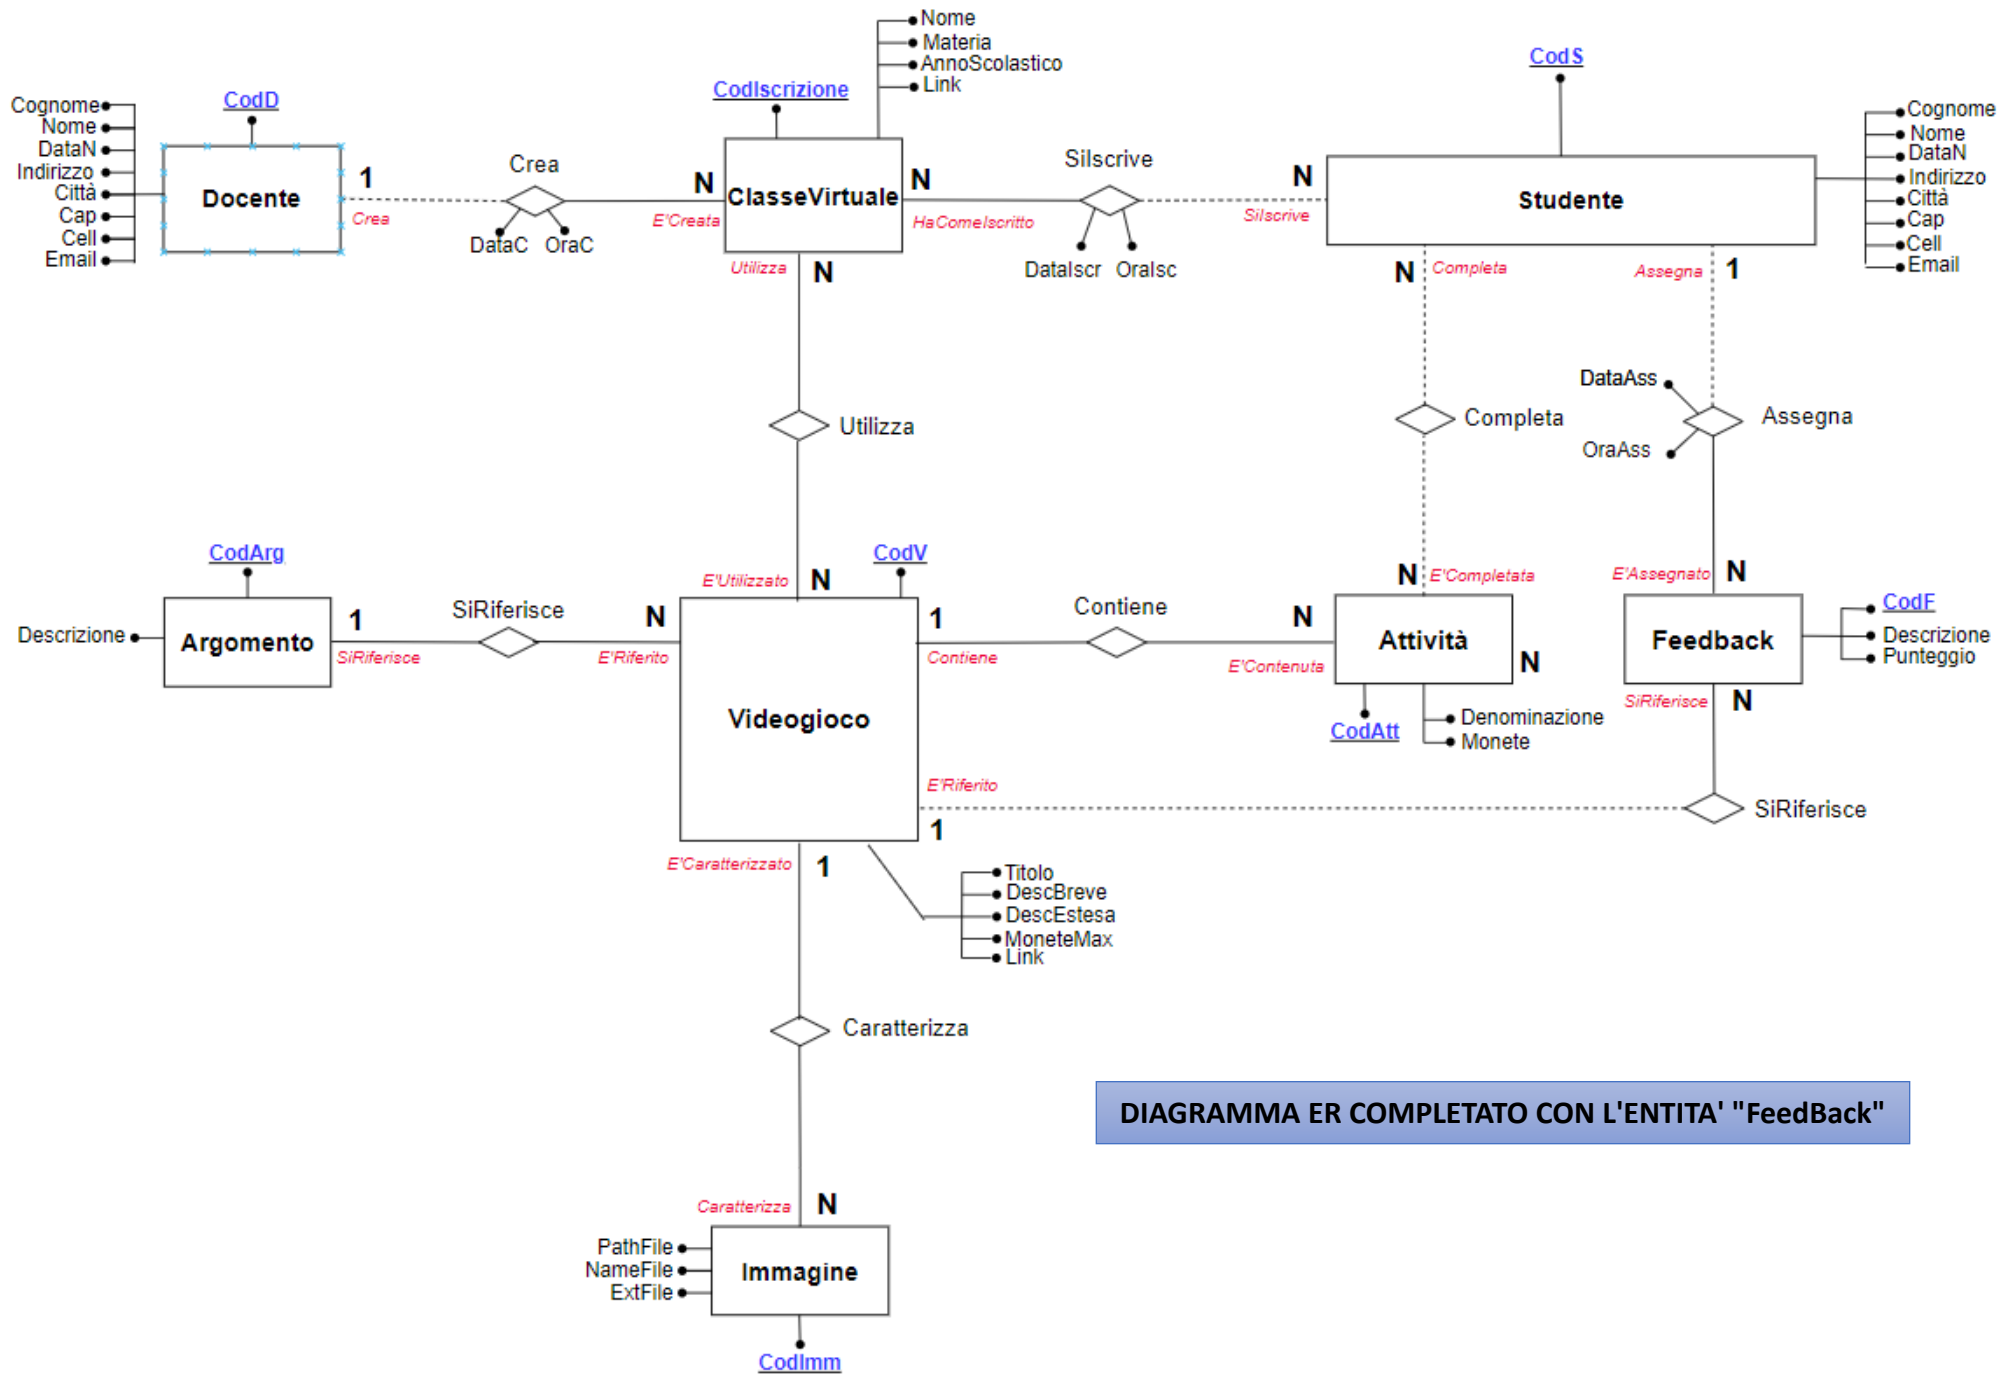 Nome
Materia
AnnoScolastico
Link
CodS
CodD
CodIscrizione
Cognome
Nome
DataN
Indirizzo
Città
Cap
Cell
Email
Docente
1
Crea
Crea
DataC OraC
N
E'Creata
ClasseVirtuale
N
HaComeIscritto
SiIscrive
DataIscr OraIsc
N
SiIscrive
Studente
Cognome
Nome
DataN
Indirizzo
Città
Cap
Cell
Email
Utilizza N
N Completa
Assegna 1
Utilizza
Completa
DataAss
OraAss
Assegna
CodArg
E'Utilizzato N
CodV
N E'Completata
E'Assegnato N
Descrizione
Argomento
1
SiRiferisce
SiRiferisce
N
E'Riferito
Videogioco
1
Contiene
Contiene
N
E'Contenuta
Attività
N
CodAtt
Denominazione
Monete
Feedback
CodF
Descrizione
Punteggio
SiRiferisce N
E'Riferito
1
SiRiferisce
E'Caratterizzato 1
Titolo
DescBreve
DescEstesa
MoneteMax
Link
Caratterizza
DIAGRAMMA ER COMPLETATO CON L'ENTITA' "FeedBack"
Caratterizza N
PathFile
NameFile
ExtFile
Immagine
CodImm